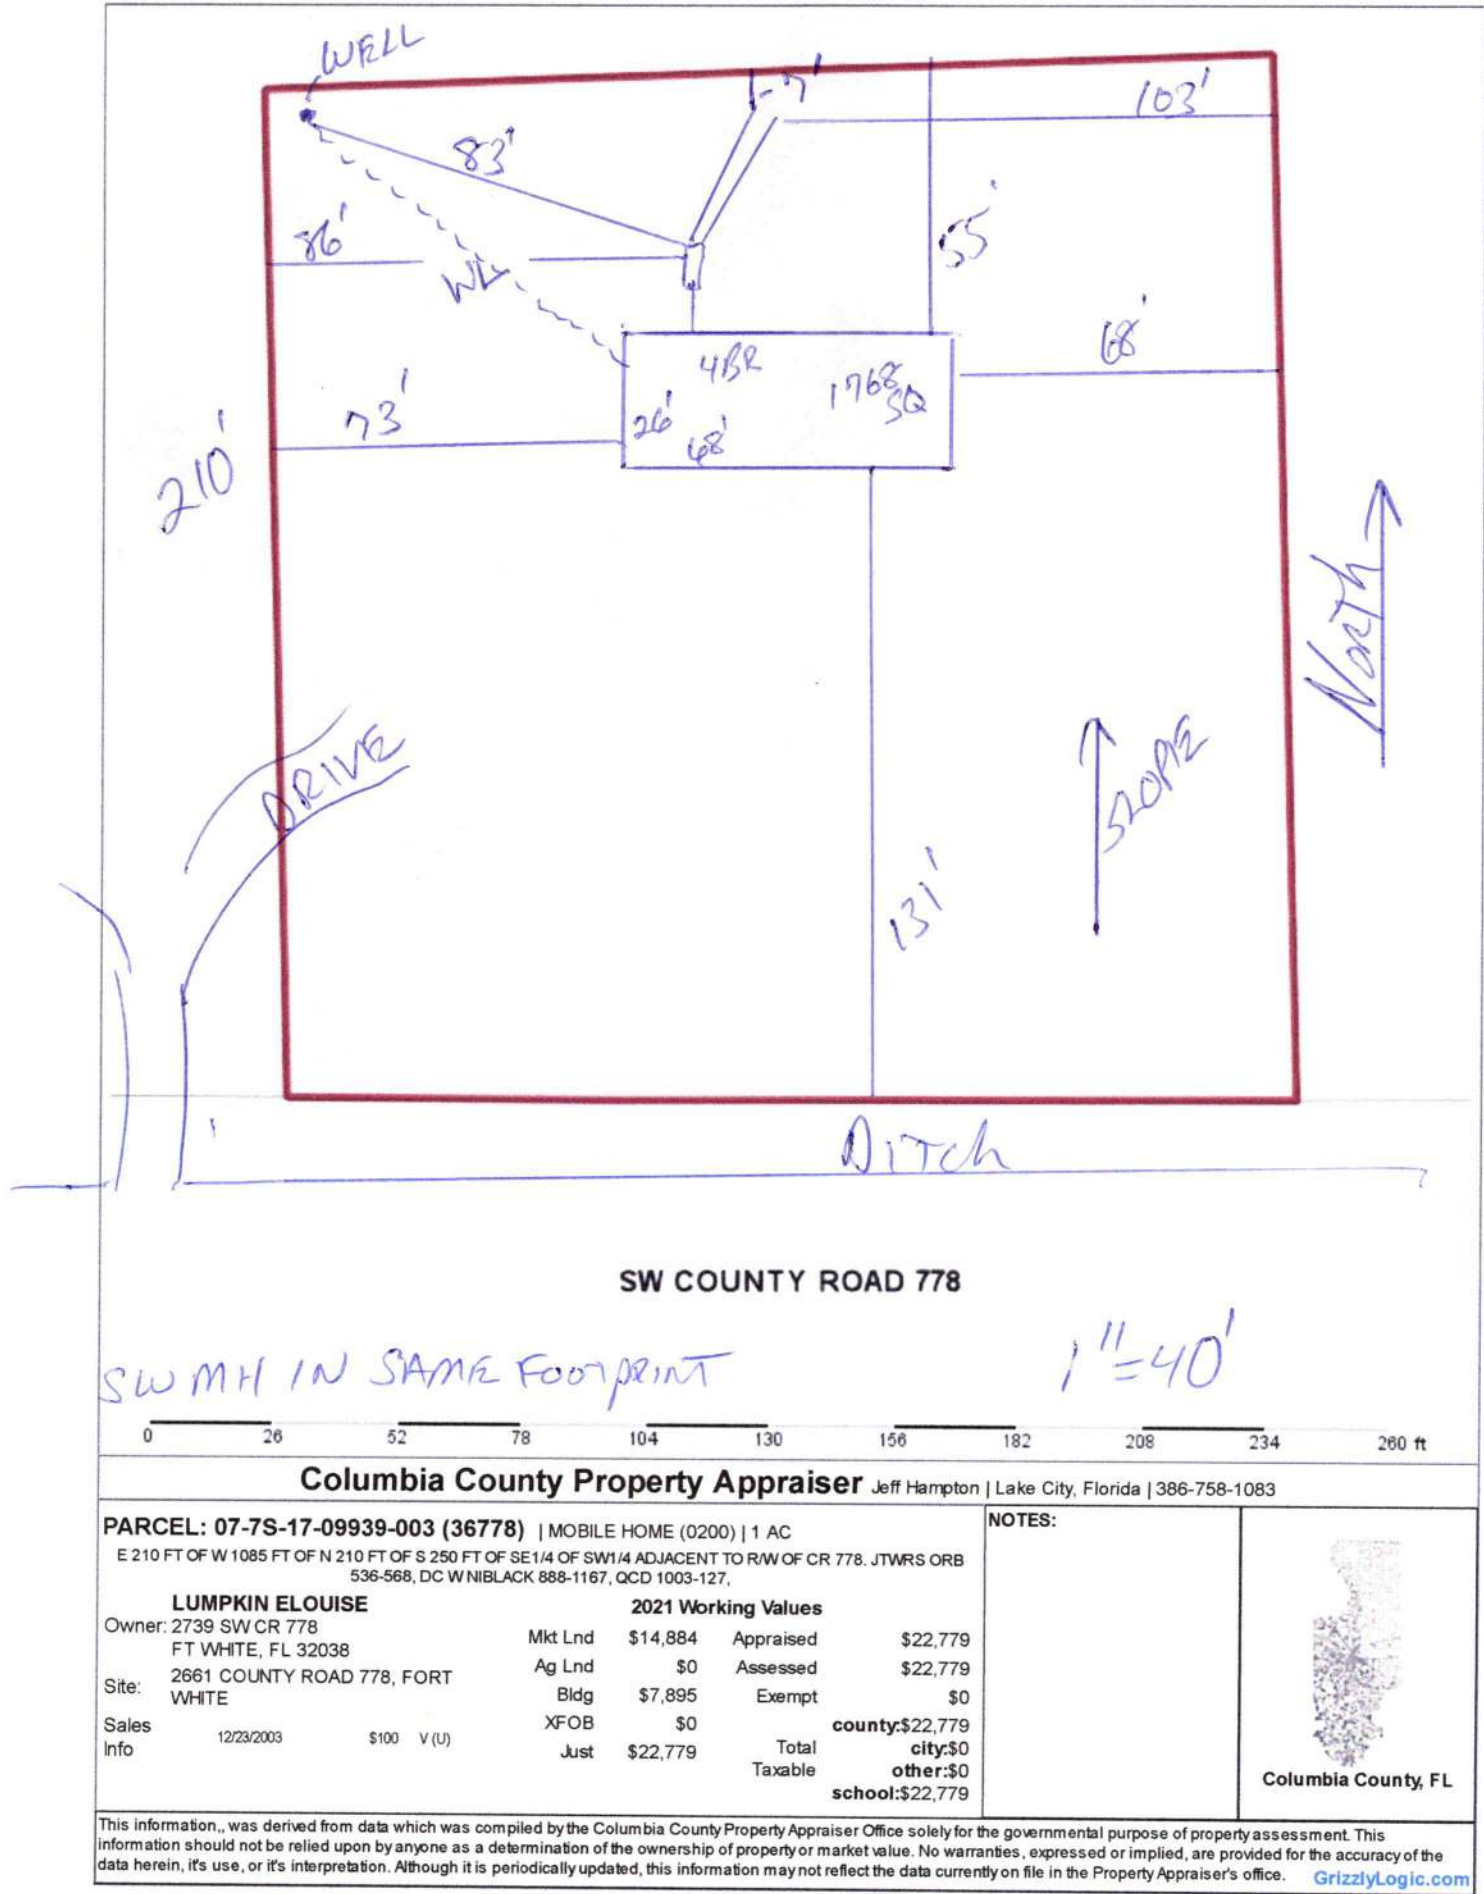 WELL
7'
103'
83'
86'
WL
55'
68'
4BR
1768
SQ
26'
68'
73'
210'
North
DRIVE
SLOPE
131'
DITCh
SW COUNTY ROAD 778
SWMH IN SAME FOOTPRINT
1"=40'
0 26 52 78 104 130 156 182 208 234 260 ft
Columbia County Property Appraiser Jeff Hampton | Lake City, Florida | 386-758-1083
PARCEL: 07-7S-17-09939-003 (36778) | MOBILE HOME (0200) | 1 AC
E 210 FT OF W 1085 FT OF N 210 FT OF S 250 FT OF SE1/4 OF SW1/4 ADJACENT TO R/W OF CR 778. JTWRS ORB
536-568, DC W NIBLACK 888-1167, QCD 1003-127,
LUMPKIN ELOUISE
Owner: 2739 SW CR 778
FT WHITE, FL 32038
Site: 2661 COUNTY ROAD 778, FORT
WHITE
Sales
Info 12/23/2003 $100 V (U)
2021 Working Values
Mkt Lnd $14,884 Appraised $22,779
Ag Lnd $0 Assessed $22,779
Bldg $7,895 Exempt $0
XFOB $0 county:$22,779
Just $22,779 Total city:$0
Taxable other:$0
school:$22,779
NOTES:
Columbia County, FL
This information,, was derived from data which was compiled by the Columbia County Property Appraiser Office solely for the governmental purpose of property assessment. This
information should not be relied upon by anyone as a determination of the ownership of property or market value. No warranties, expressed or implied, are provided for the accuracy of the
data herein, it's use, or it's interpretation. Although it is periodically updated, this information may not reflect the data currently on file in the Property Appraiser's office.
GrizzlyLogic.com